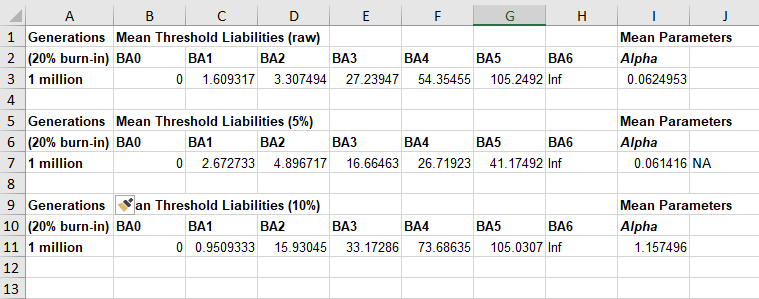 A B C D E F G H I J
1 Generations Mean Threshold Liabilities (raw) Mean Parameters
2 (20% burn-in) BA0 BA1 BA2 BA3 BA4 BA5 BA6 Alpha
3 1 million 0 1.609317 3.307494 27.23947 54.35455 105.2492 Inf 0.0624953
4
5 Generations Mean Threshold Liabilities (5%) Mean Parameters
6 (20% burn-in) BA0 BA1 BA2 BA3 BA4 BA5 BA6 Alpha
7 1 million 0 2.672733 4.896717 16.66463 26.71923 41.17492 Inf 0.061416 NA
8
9 Generations an Threshold Liabilities (10%) Mean Parameters
10 (20% burn-in) BA0 BA1 BA2 BA3 BA4 BA5 BA6 Alpha
11 1 million 0 0.9509333 15.93045 33.17286 73.68635 105.0307 Inf 1.157496
12
13